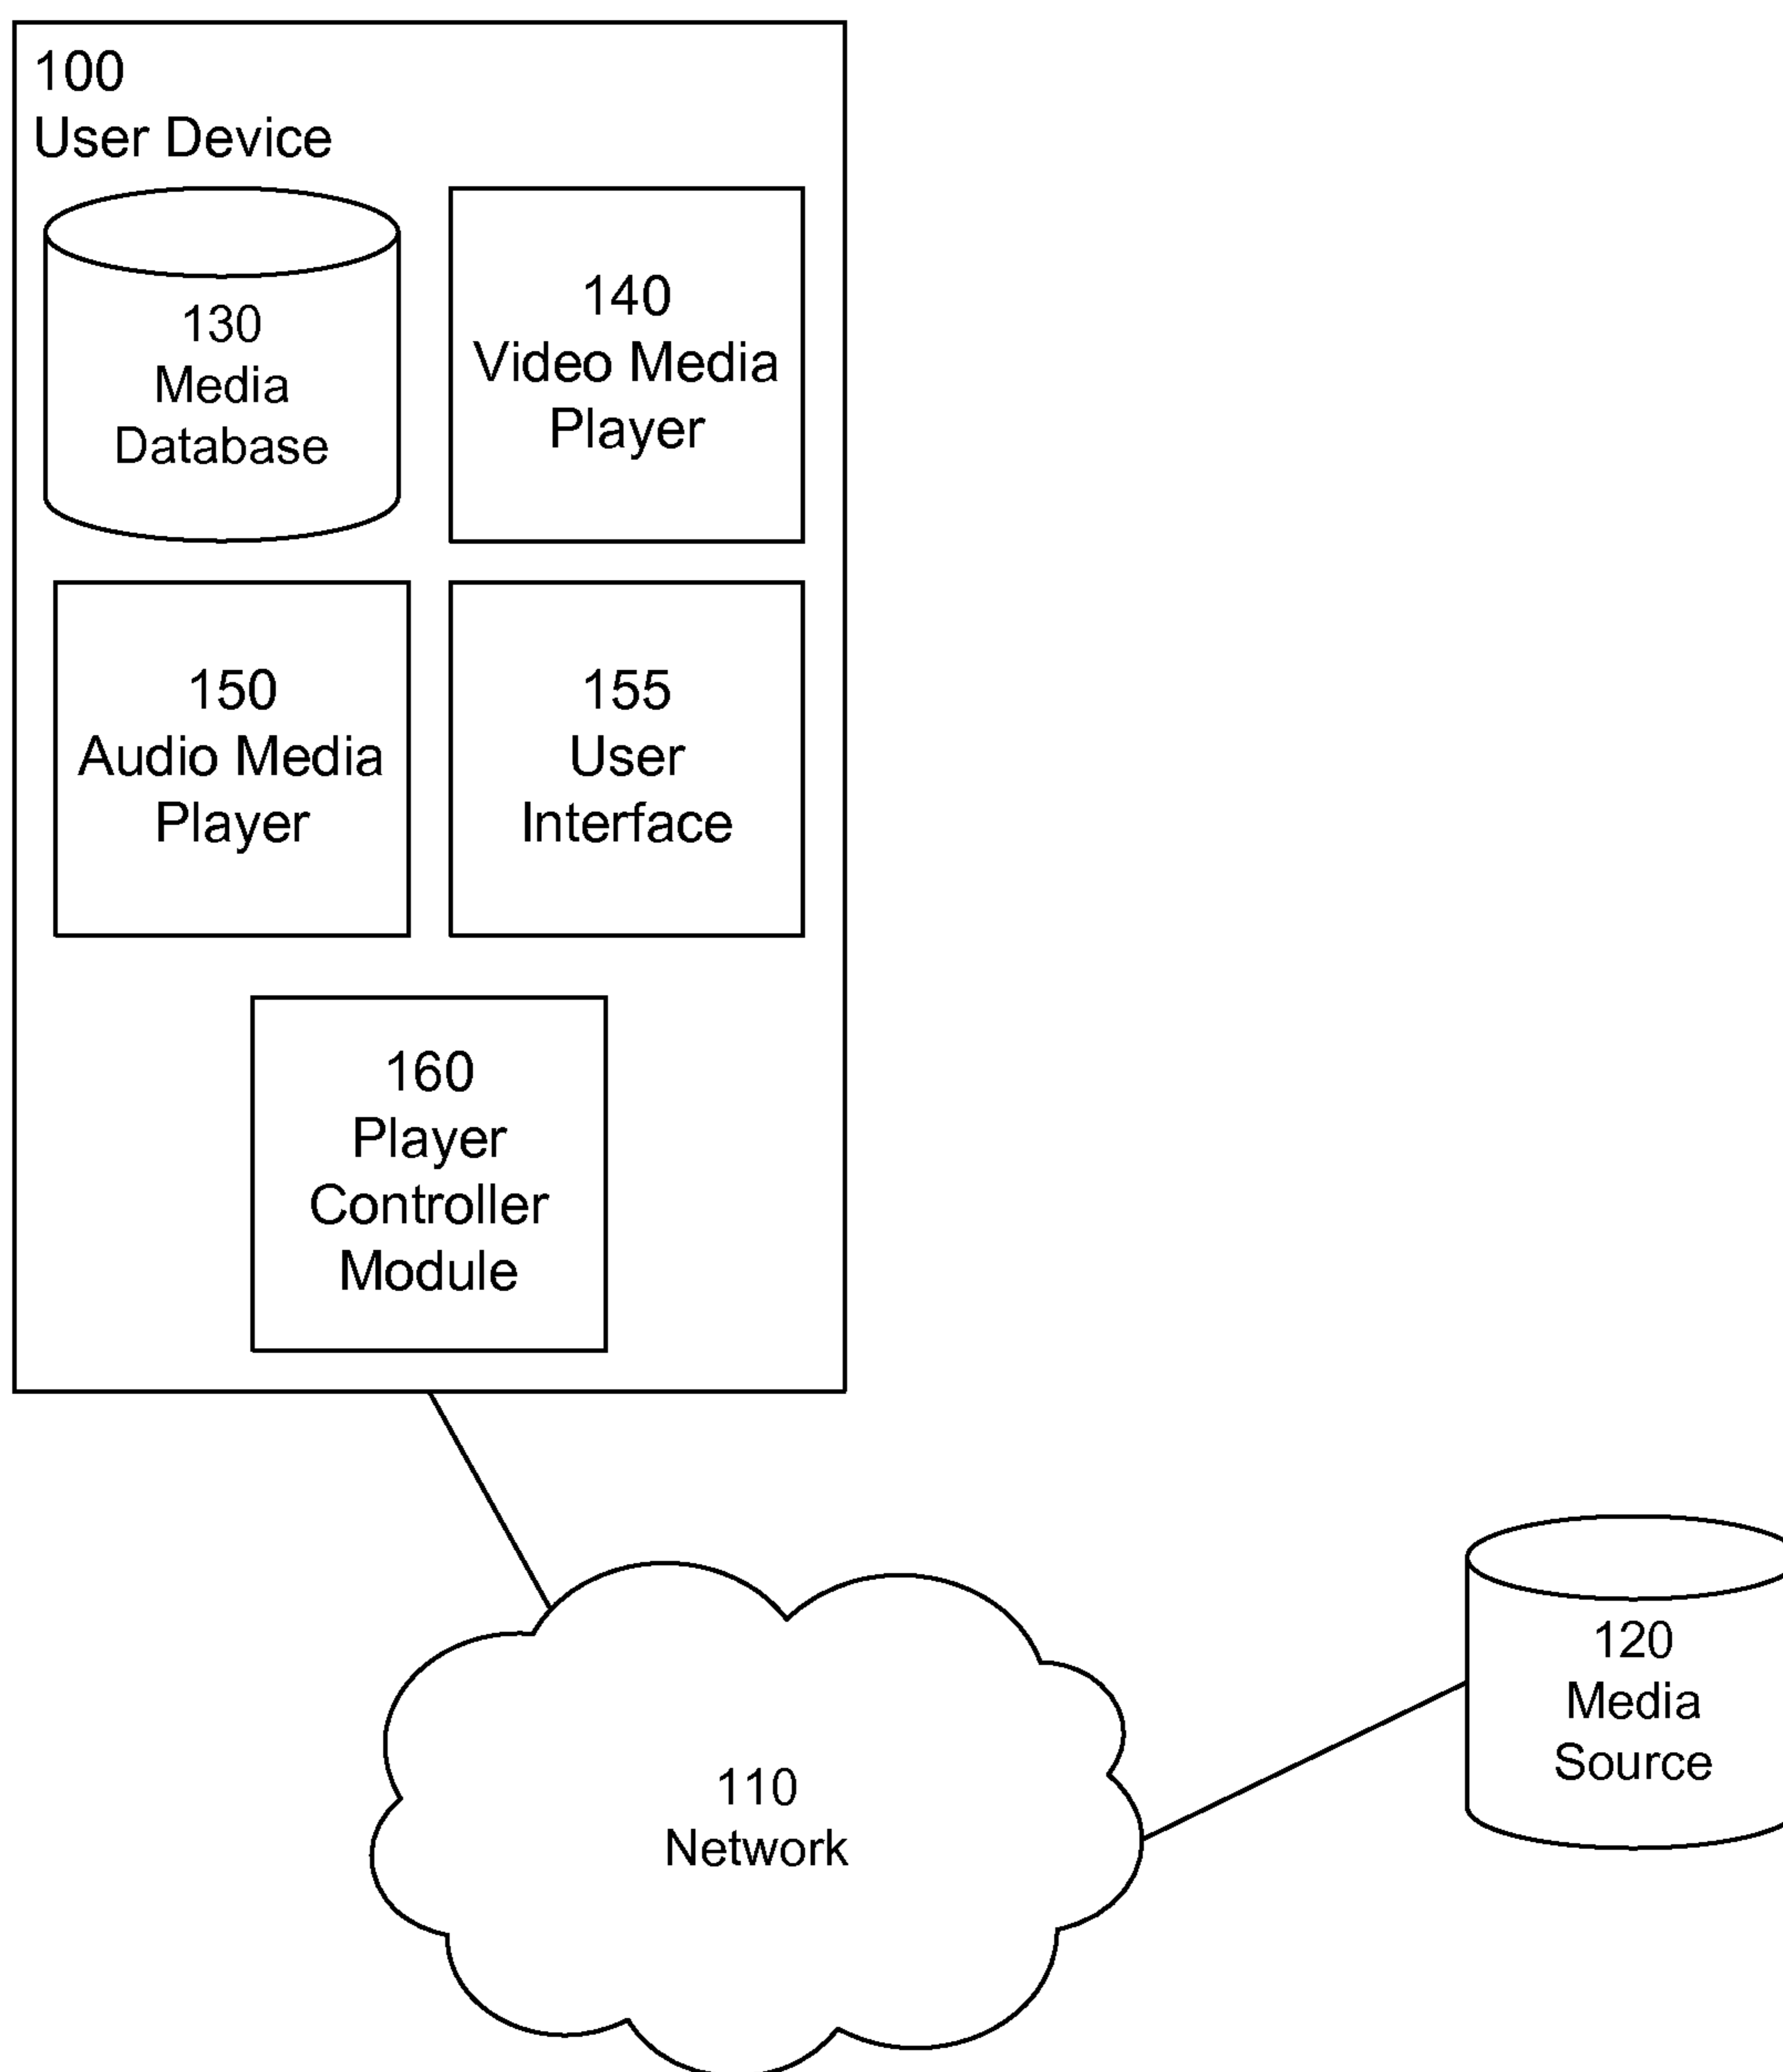 100
User Device
130
Media
Database
140
Video Media
Player
150
Audio Media
Player
155
User
Interface
160
Player
Controller
Module
110
Network
120
Media
Source